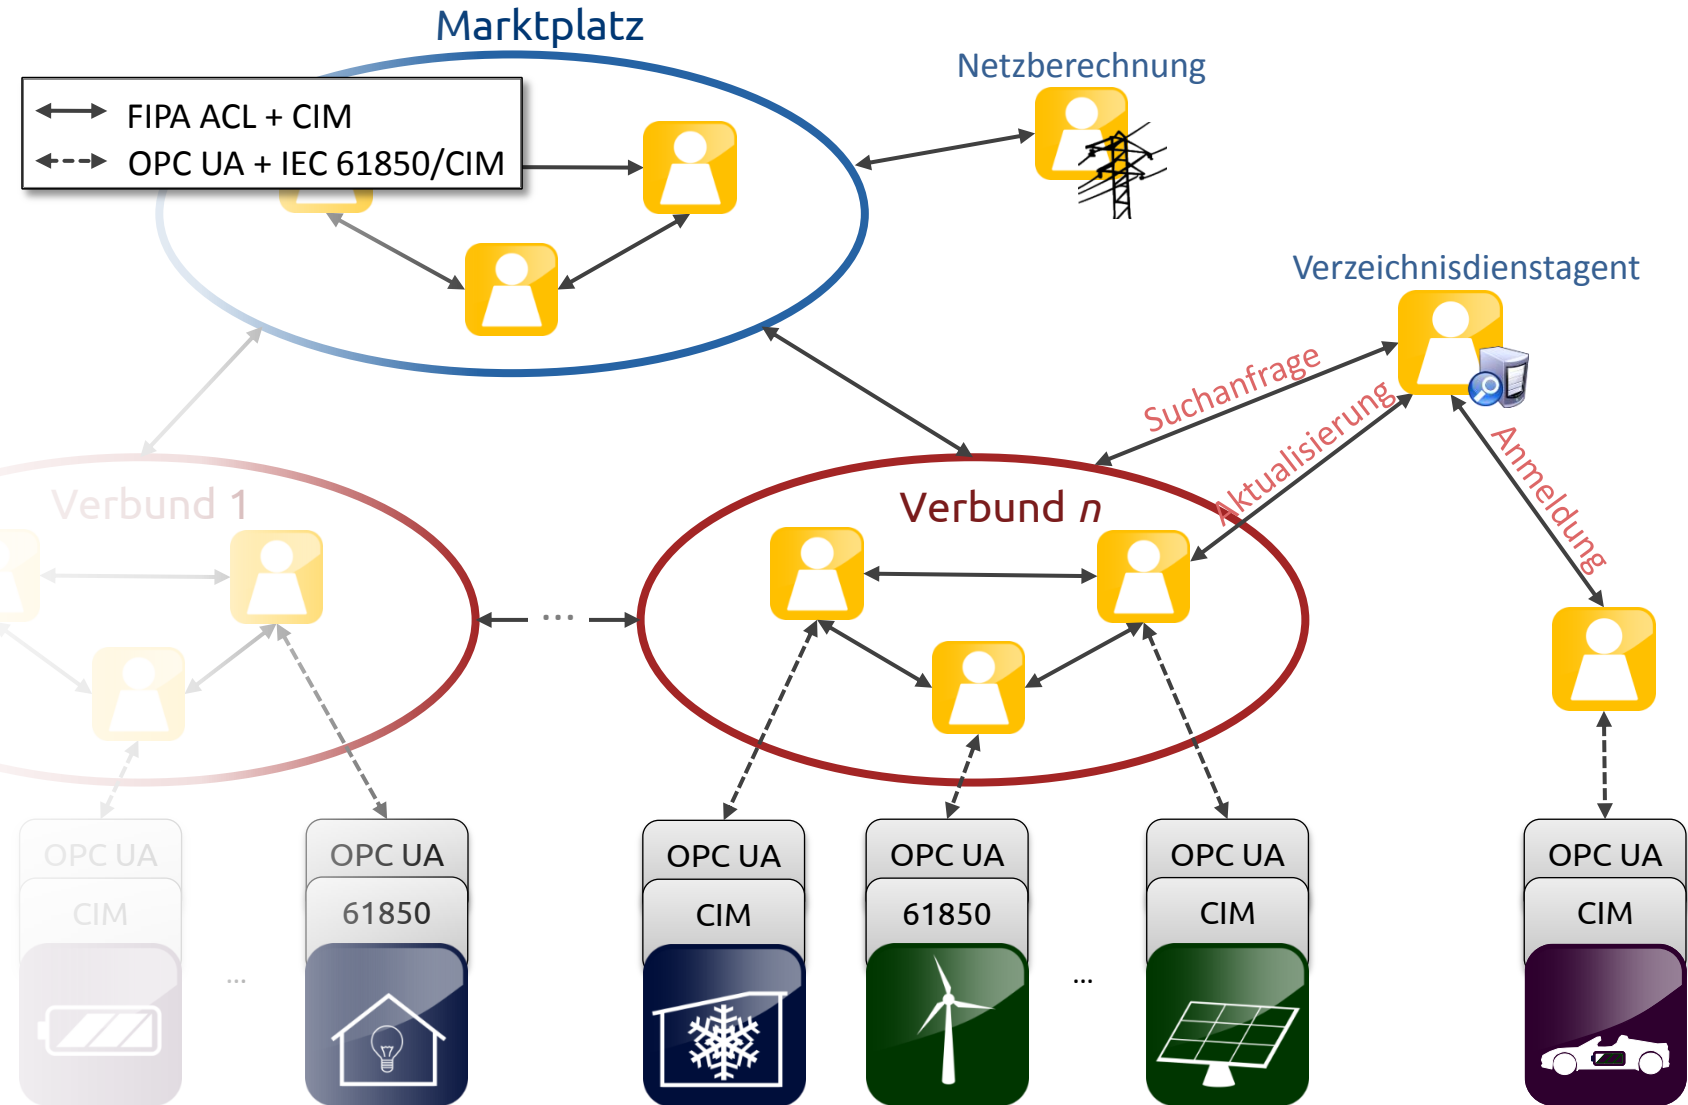 Marktplatz
Netzberechnung
FIPA ACL + CIM
OPC UA + IEC 61850/CIM
Verzeichnisdienstagent
Suchanfrage
Aktualisierung
Anmeldung
Verbund 1
Verbund n
...
OPC UA
CIM
...
OPC UA
61850
OPC UA
CIM
OPC UA
61850
...
OPC UA
CIM
OPC UA
CIM